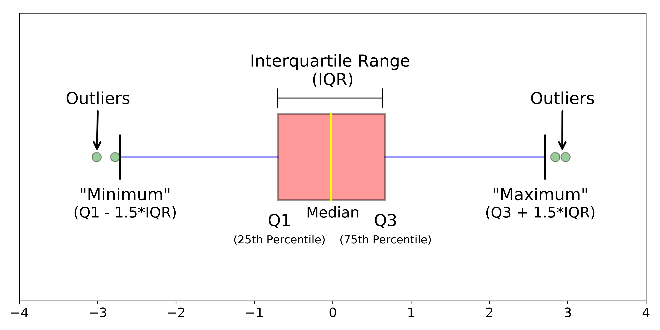 Interquartile Range
(IQR)
Outliers
Outliers
"Minimum"
(Q1 - 1.5*IQR)
"Maximum"
(Q3 + 1.5*IQR)
Q1
Median
Q3
(25th Percentile)
(75th Percentile)
−4 −3 −2 −1 0 1 2 3 4